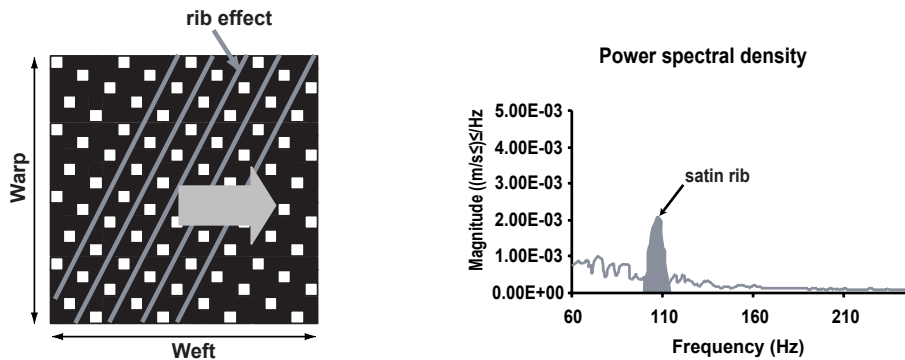 rib effect
Warp
Weft
Power spectral density
Magnitude ((m/s≤)≤/Hz
5.00E-03
4.00E-03
3.00E-03
2.00E-03
1.00E-03
0.00E+00
satin rib
60
110
160
210
Frequency (Hz)